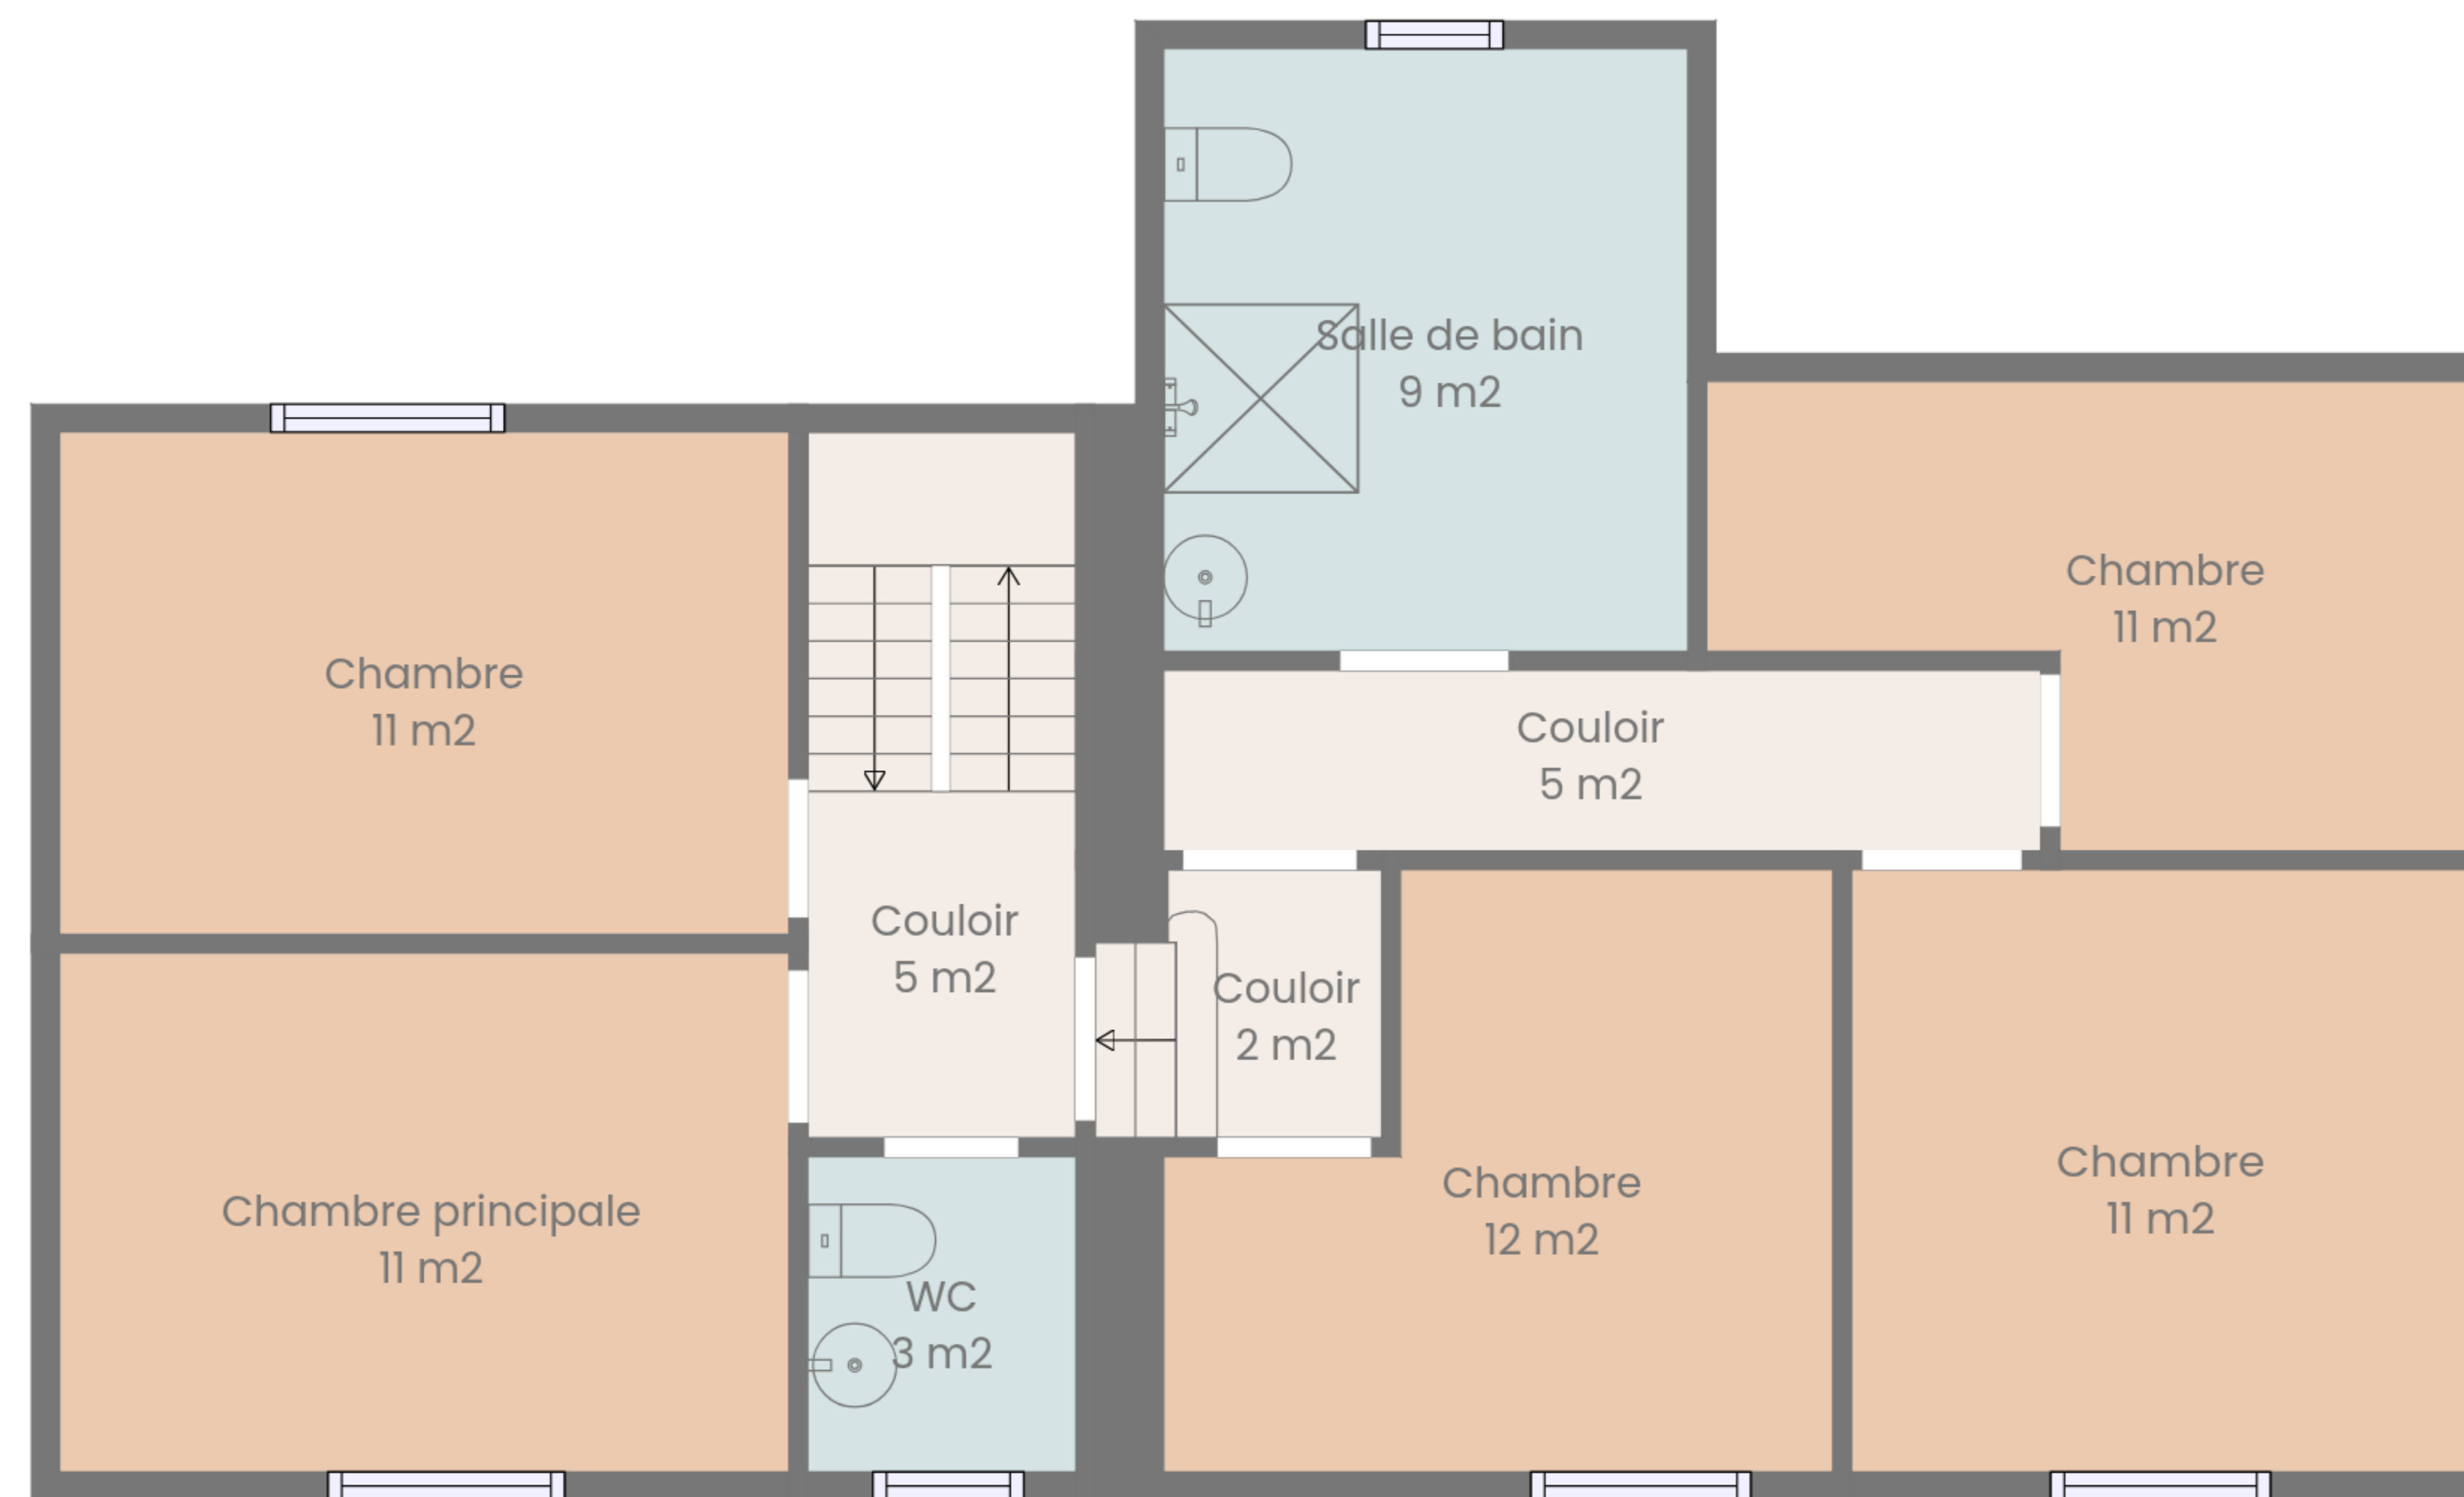 Salle de bain
9 m2
Chambre
11 m2
Chambre
11 m2
Couloir
5 m2
Couloir
5 m2
Couloir
2 m2
Chambre principale
11 m2
Chambre
12 m2
Chambre
11 m2
WC
3 m2